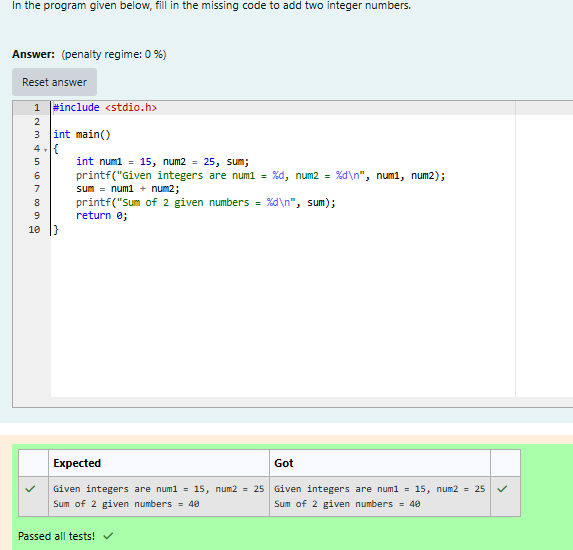 In the program given below, fill in the missing code to add two integer numbers.
Answer: (penalty regime: 0 %)
Reset answer
1 #include <stdio.h>
2
3 int main()
4 {
5 int num1 = 15, num2 = 25, sum;
6 printf("Given integers are num1 = %d, num2 = %d\n", num1, num2);
7 sum = num1 + num2;
8 printf("Sum of 2 given numbers = %d\n", sum);
9 return 0;
10 }
Expected Got
Given integers are num1 = 15, num2 = 25 Given integers are num1 = 15, num2 = 25
Sum of 2 given numbers = 40 Sum of 2 given numbers = 40
Passed all tests!